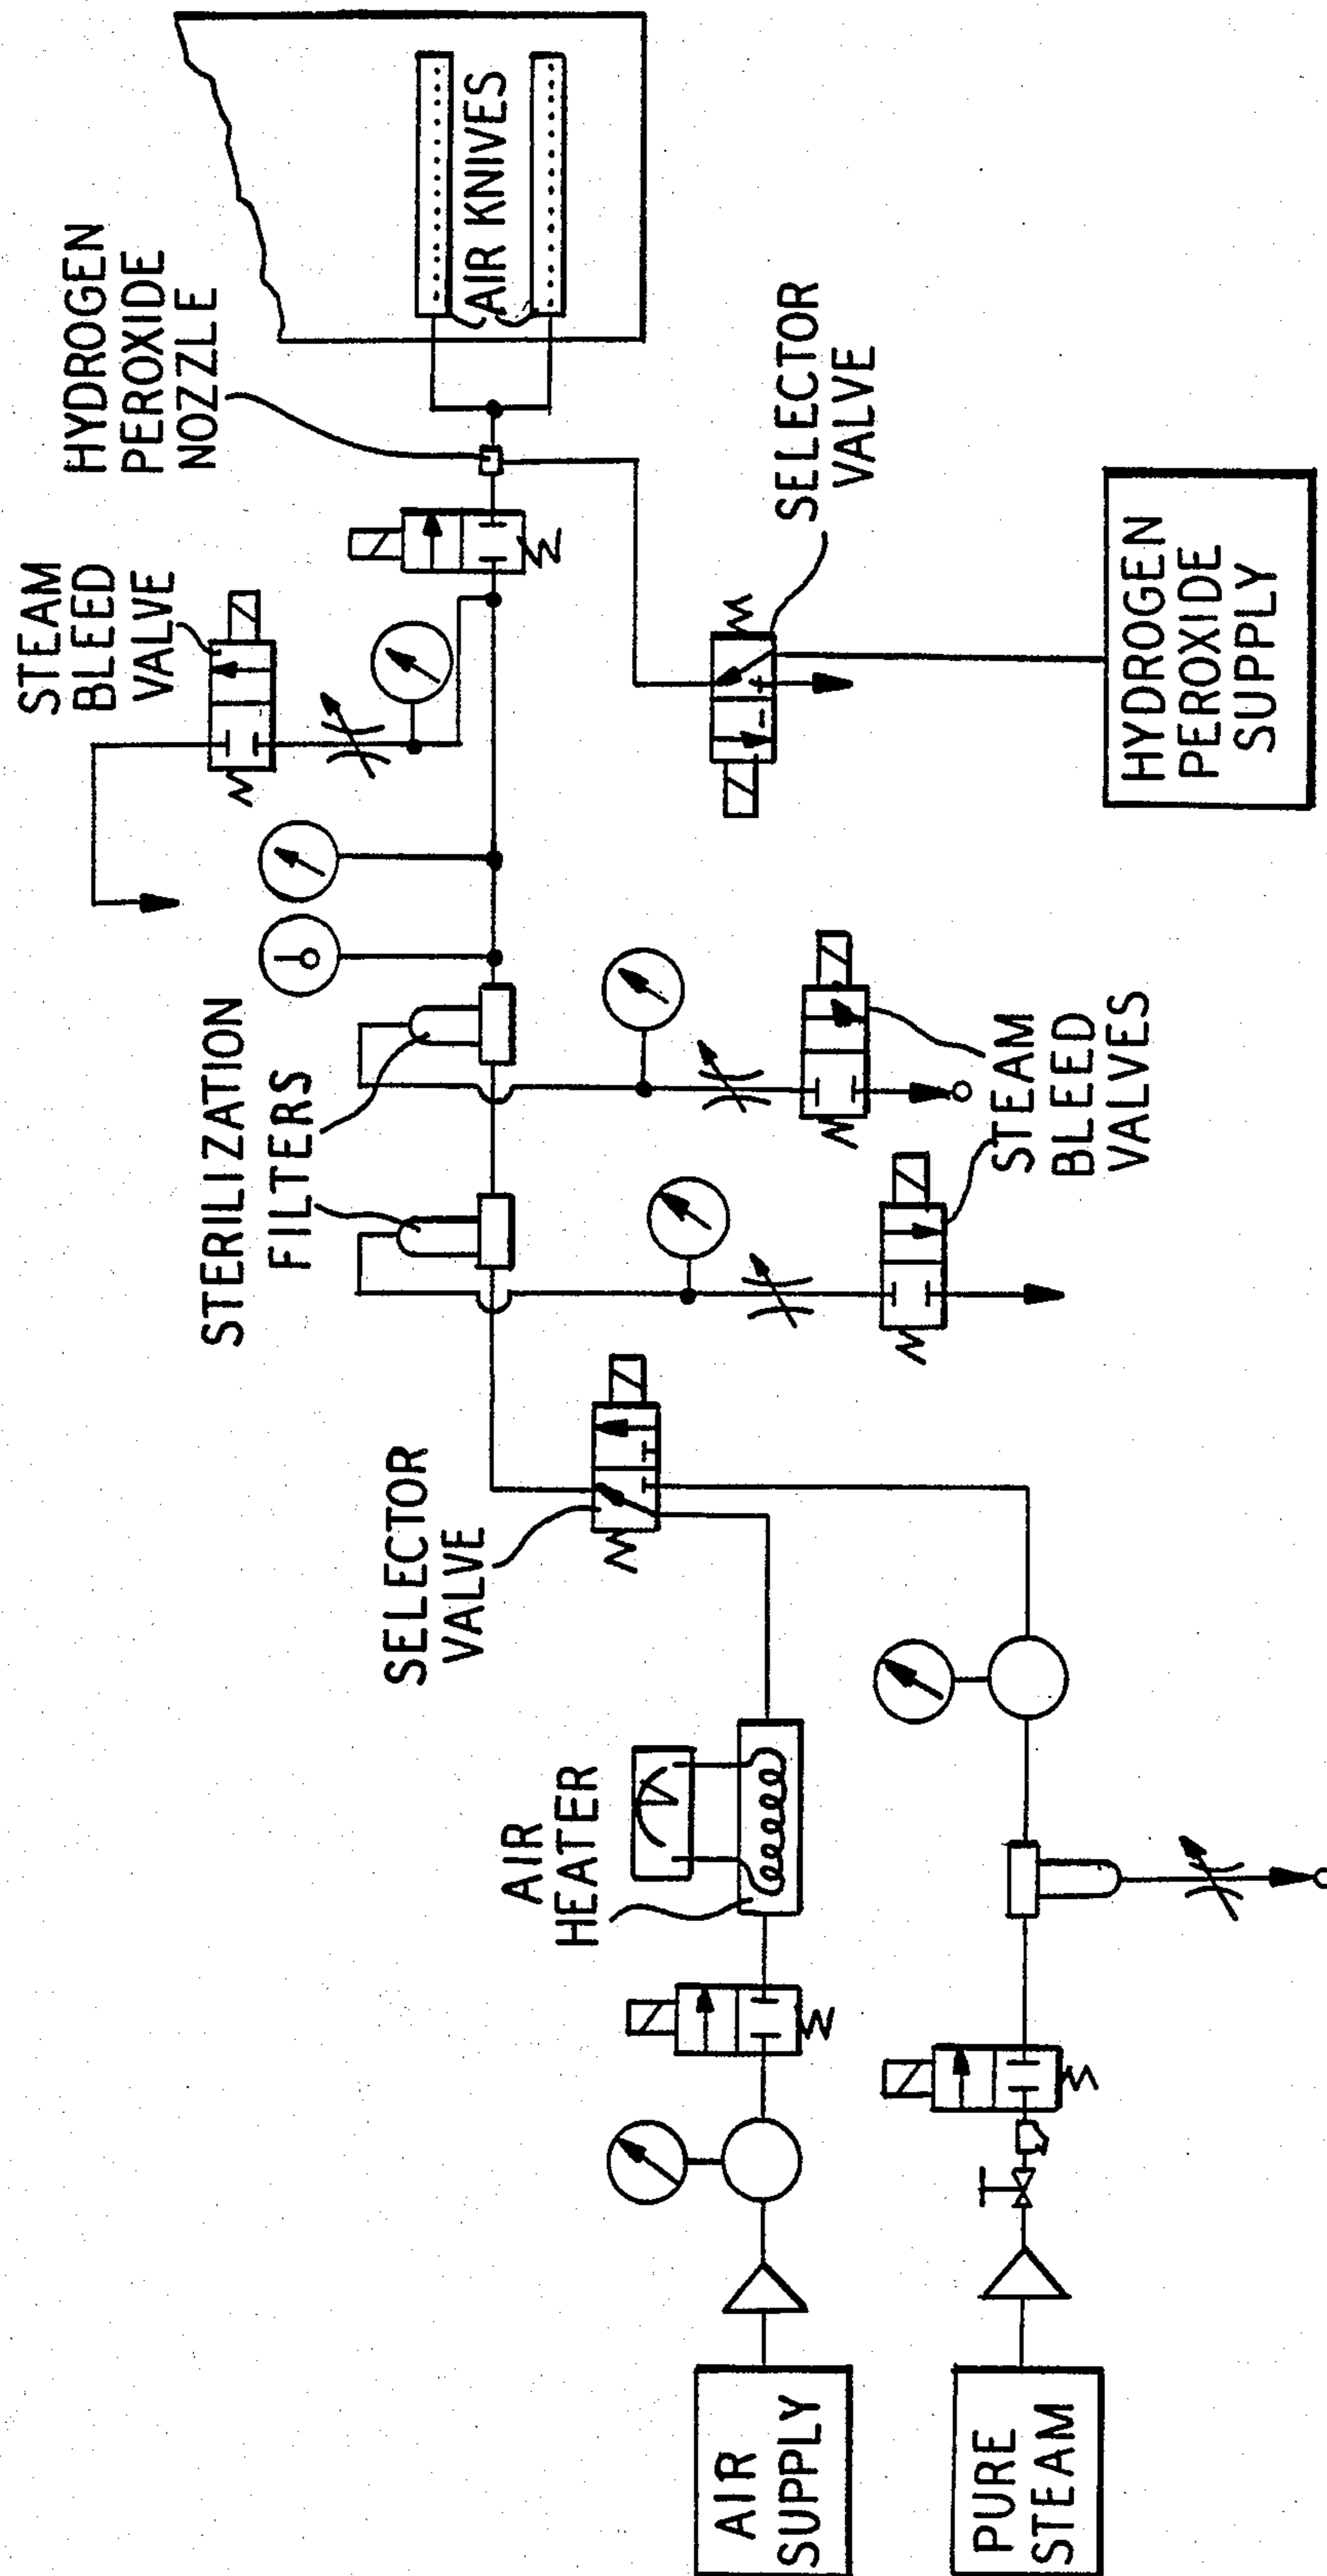 AIR
SUPPLY
PURE
STEAM
AIR
HEATER
SELECTOR
VALVE
STERILIZATION
FILTERS
STEAM
BLEED
VALVES
STEAM
BLEED
VALVE
HYDROGEN
PEROXIDE
NOZZLE
AIR KNIVES
SELECTOR
VALVE
HYDROGEN
PEROXIDE
SUPPLY